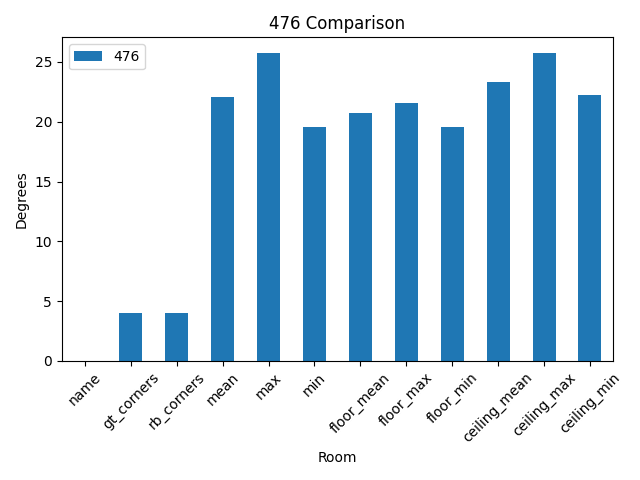 476 Comparison
476
Degrees
25
20
15
10
5
0
name
gt_corners
rb_corners
mean
max
min
floor_mean
floor_max
floor_min
ceiling_mean
ceiling_max
ceiling_min
Room